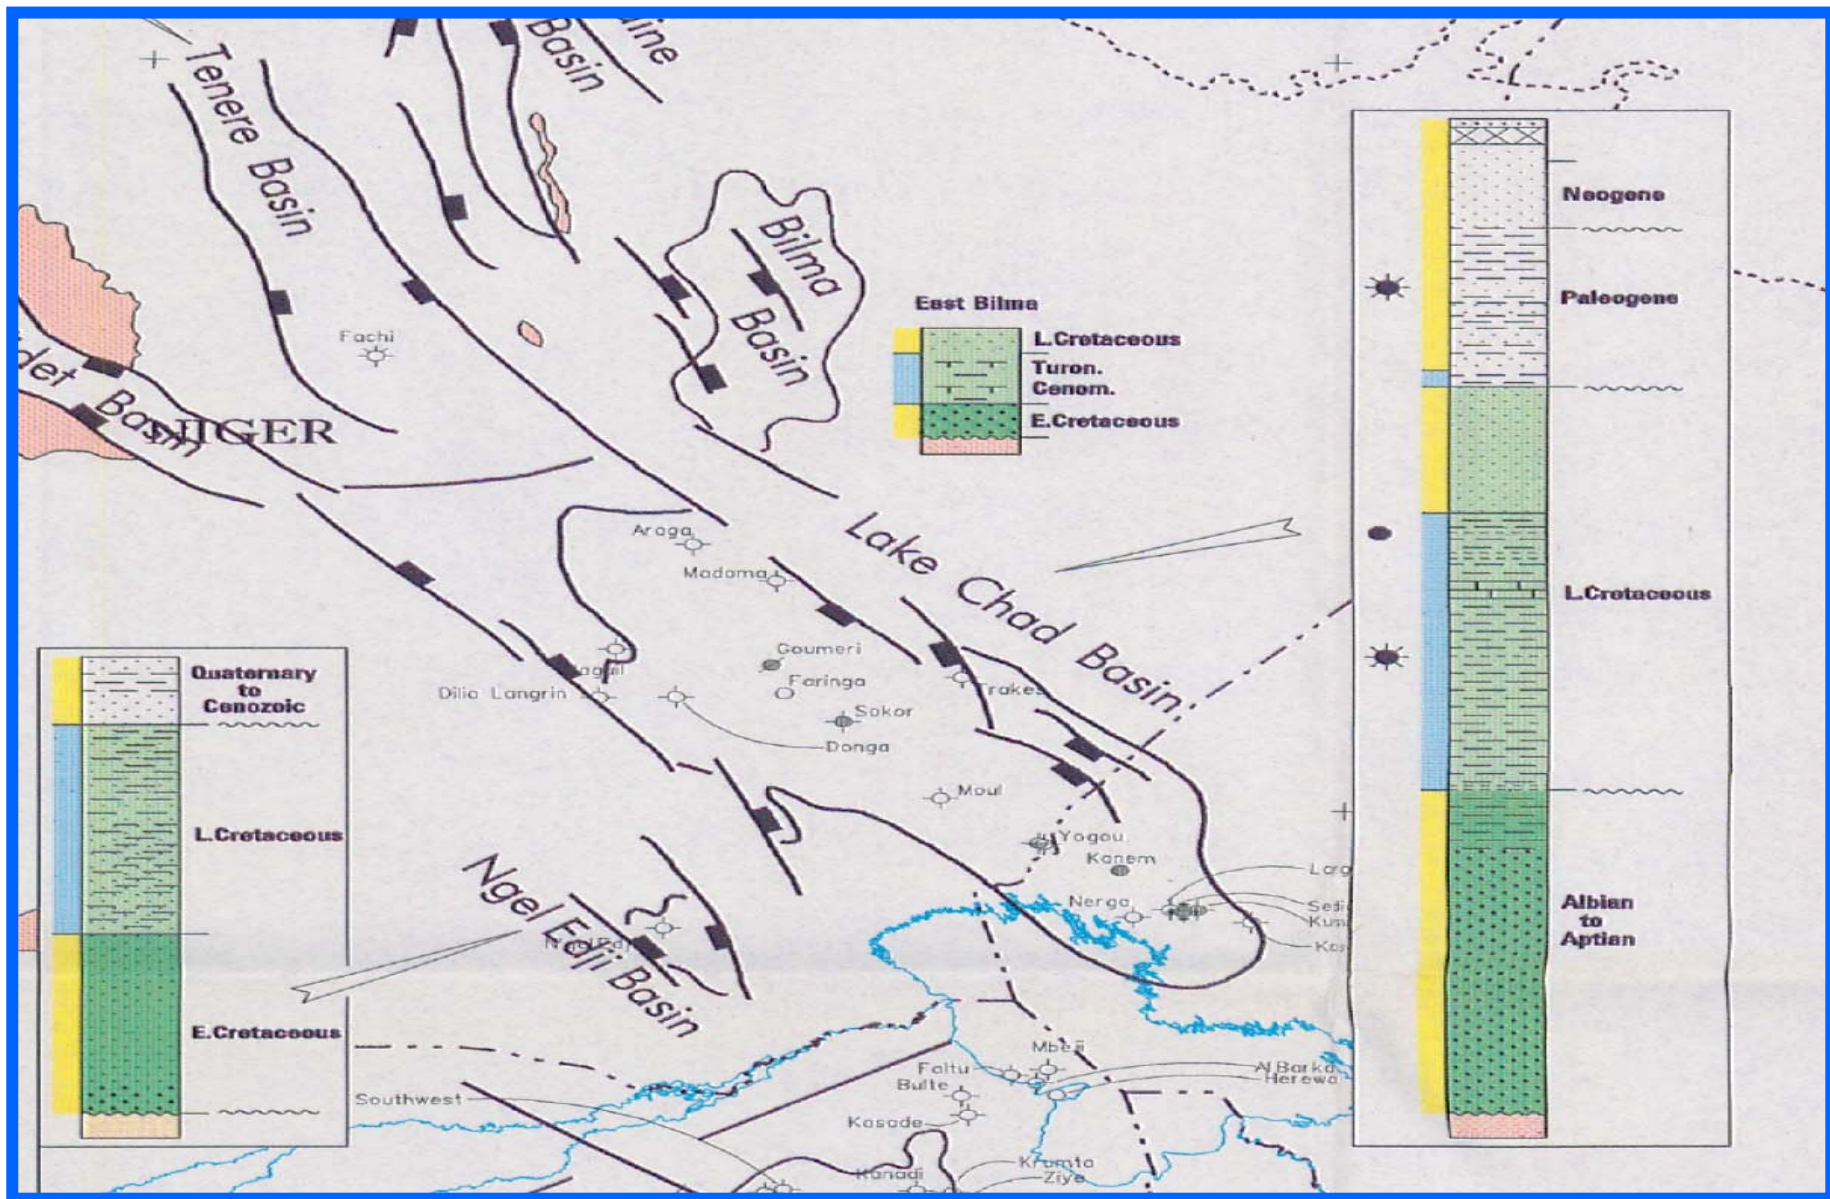 Tenere Basin
Basin
Bilma
Basin
Fachi
Basin
NIGER
East Bilma
L.Cretaceous
Turon.
Cenom.
E.Cretaceous
Neogene
Paleogene
L.Cretaceous
Albian
to
Aptian
Lake Chad Basin
Araga
Madama
Goumeri
Faringa
Dilia Langrin
Sokor
Donga
Trakes
Moul
Yogou
Kanem
Nerga
Quaternary
to
Cenozoic
L.Cretaceous
E.Cretaceous
Ngel Edji Basin
Mbeji
Faltu
Bulte
Al Barka
Herewa
Southwest
Kasade
Kanadi
Krumta
Ziye